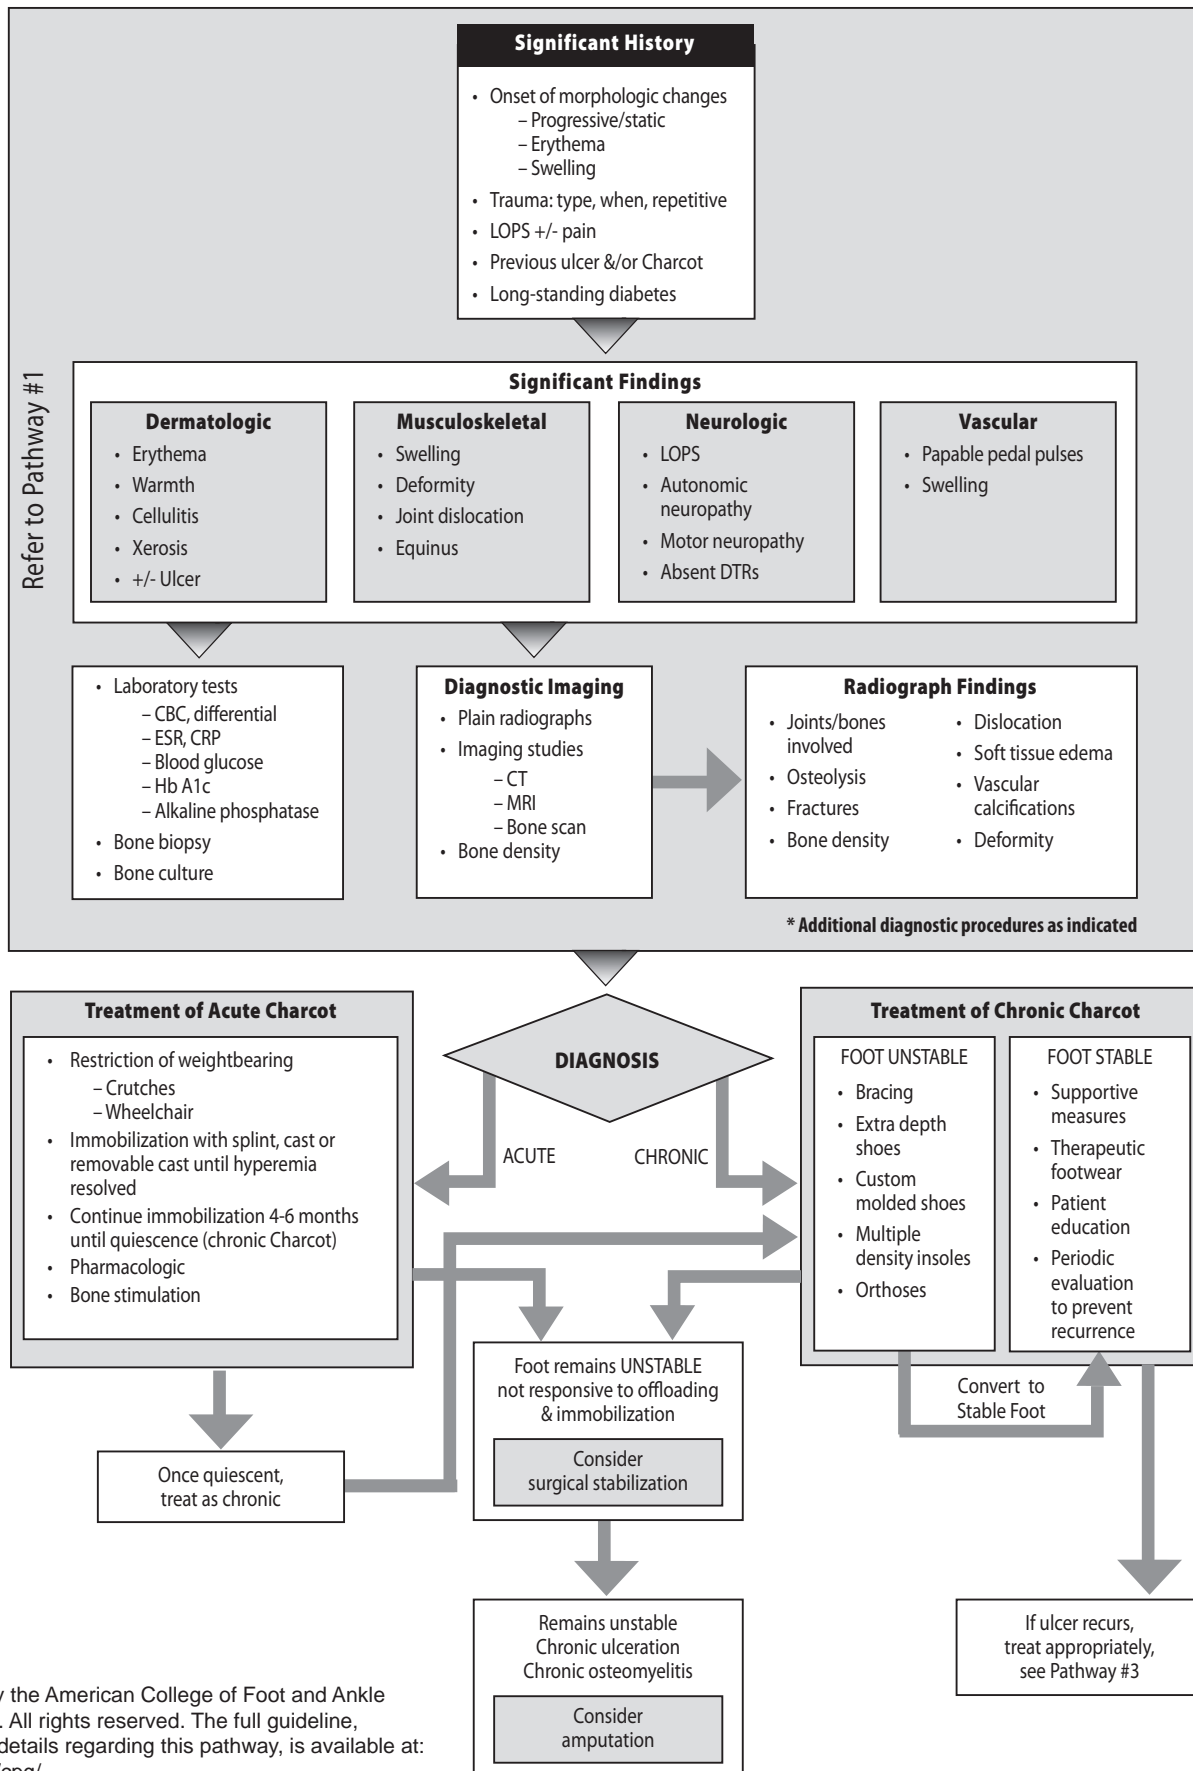 Significant History
• Onset of morphologic changes
– Progressive/static
– Erythema
– Swelling
• Trauma: type, when, repetitive
• LOPS +/- pain
• Previous ulcer &/or Charcot
• Long-standing diabetes
Refer to Pathway #1
Significant Findings
Dermatologic
• Erythema
• Warmth
• Cellulitis
• Xerosis
• +/- Ulcer
Musculoskeletal
• Swelling
• Deformity
• Joint dislocation
• Equinus
Neurologic
• LOPS
• Autonomic
neuropathy
• Motor neuropathy
• Absent DTRs
Vascular
• Papable pedal pulses
• Swelling
• Laboratory tests
– CBC, differential
– ESR, CRP
– Blood glucose
– Hb A1c
– Alkaline phosphatase
• Bone biopsy
• Bone culture
Diagnostic Imaging
• Plain radiographs
• Imaging studies
– CT
– MRI
– Bone scan
• Bone density
Radiograph Findings
• Joints/bones
involved
• Osteolysis
• Fractures
• Bone density
• Dislocation
• Soft tissue edema
• Vascular
calcifications
• Deformity
* Additional diagnostic procedures as indicated
DIAGNOSIS
ACUTE
CHRONIC
Treatment of Acute Charcot
• Restriction of weightbearing
– Crutches
– Wheelchair
• Immobilization with splint, cast or
removable cast until hyperemia
resolved
• Continue immobilization 4-6 months
until quiescence (chronic Charcot)
• Pharmacologic
• Bone stimulation
Treatment of Chronic Charcot
FOOT UNSTABLE
• Bracing
• Extra depth
shoes
• Custom
molded shoes
• Multiple
density insoles
• Orthoses
FOOT STABLE
• Supportive
measures
• Therapeutic
footwear
• Patient
education
• Periodic
evaluation
to prevent
recurrence
Convert to
Stable Foot
Foot remains UNSTABLE
not responsive to offloading
& immobilization
Consider
surgical stabilization
Once quiescent,
treat as chronic
Remains unstable
Chronic ulceration
Chronic osteomyelitis
Consider
amputation
If ulcer recurs,
treat appropriately,
see Pathway #3
the American College of Foot and Ankle
. All rights reserved. The full guideline,
details regarding this pathway, is available at: